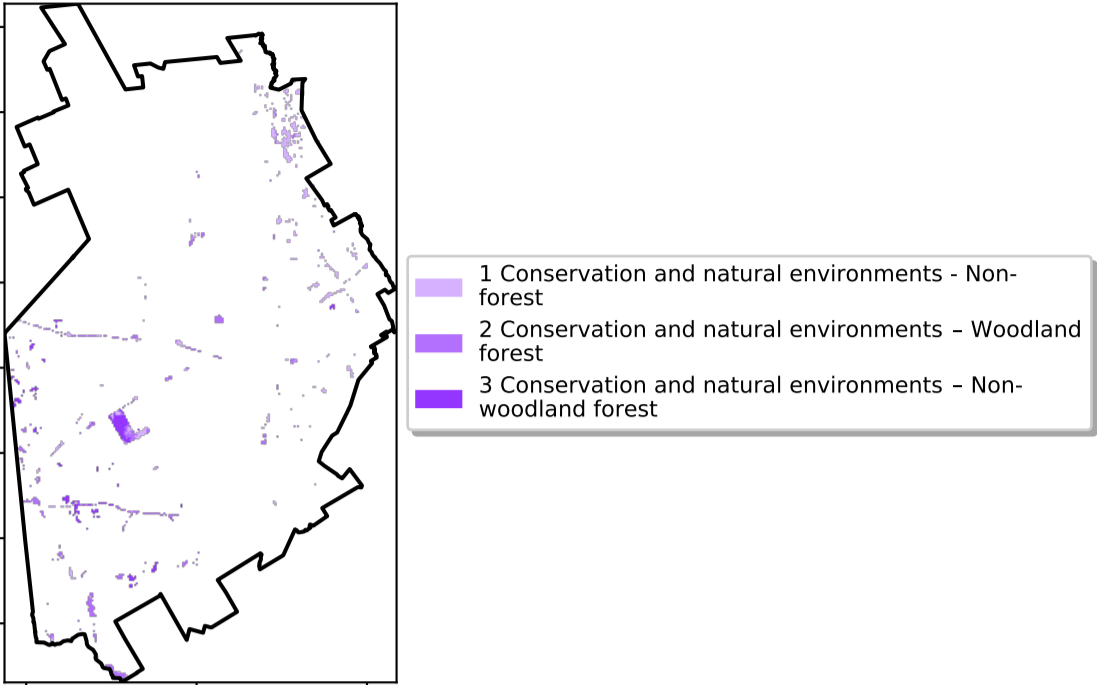 1 Conservation and natural environments - Non-
forest
2 Conservation and natural environments – Woodland
forest
3 Conservation and natural environments – Non-
woodland forest